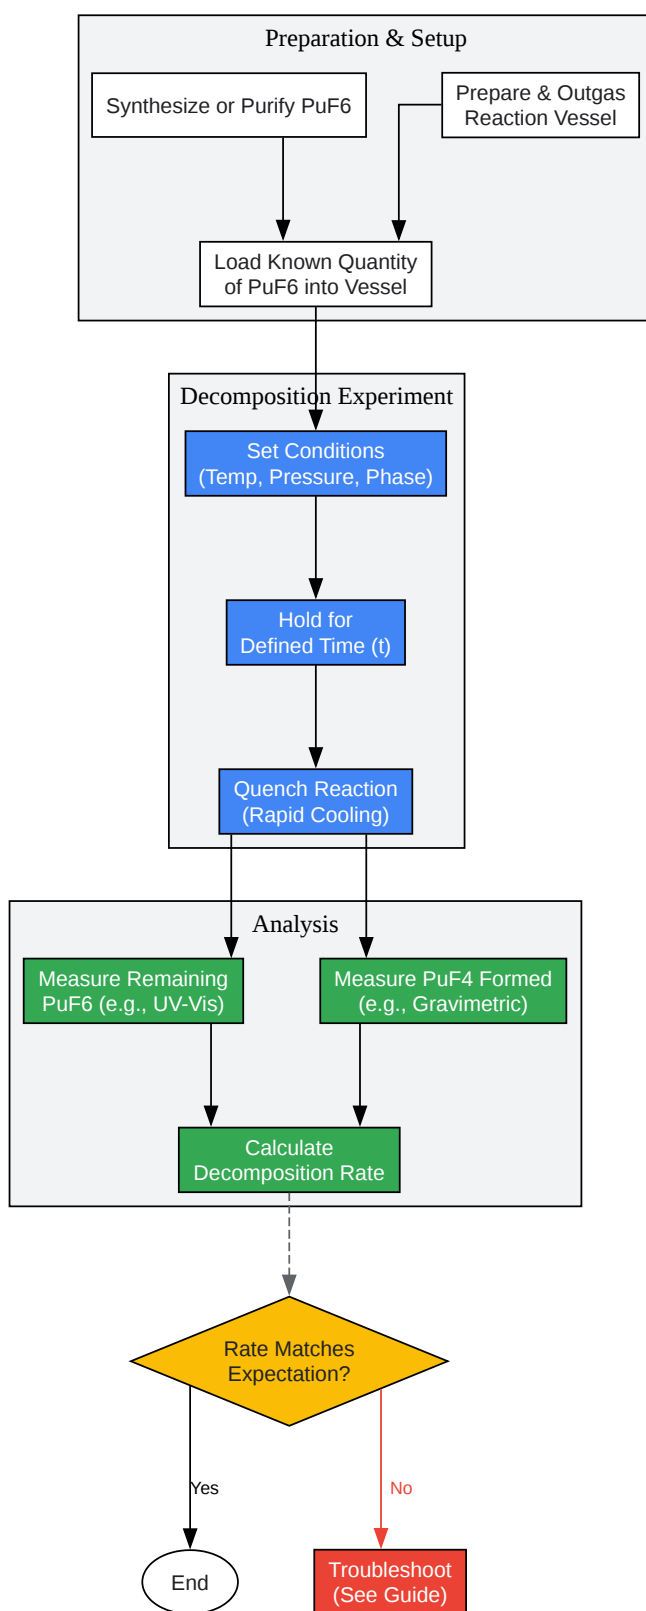 Preparation & Setup
Synthesize or Purify PuF6
Prepare & Outgas
Reaction Vessel
Load Known Quantity
of PuF6 into Vessel
Decomposition Experiment
Set Conditions
(Temp, Pressure, Phase)
Hold for
Defined Time (t)
Quench Reaction
(Rapid Cooling)
Analysis
Measure Remaining
PuF6 (e.g., UV-Vis)
Measure PuF4 Formed
(e.g., Gravimetric)
Calculate
Decomposition Rate
Rate Matches
Expectation?
Yes
No
End
Troubleshoot
(See Guide)